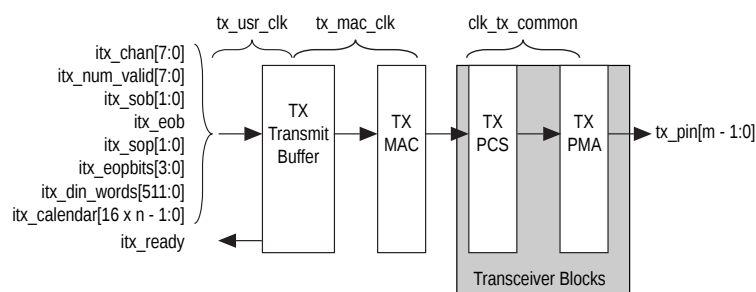 tx_usr_clk
tx_mac_clk
clk_tx_common
itx_chan[7:0]
itx_num_valid[7:0]
itx_sob[1:0]
itx_eob
itx_sop[1:0]
itx_eopbits[3:0]
itx_din_words[511:0]
itx_calendar[16 x n - 1:0]
itx_ready
TX
Transmit
Buffer
TX
MAC
TX
PCS
TX
PMA
tx_pin[m - 1:0]
Transceiver Blocks